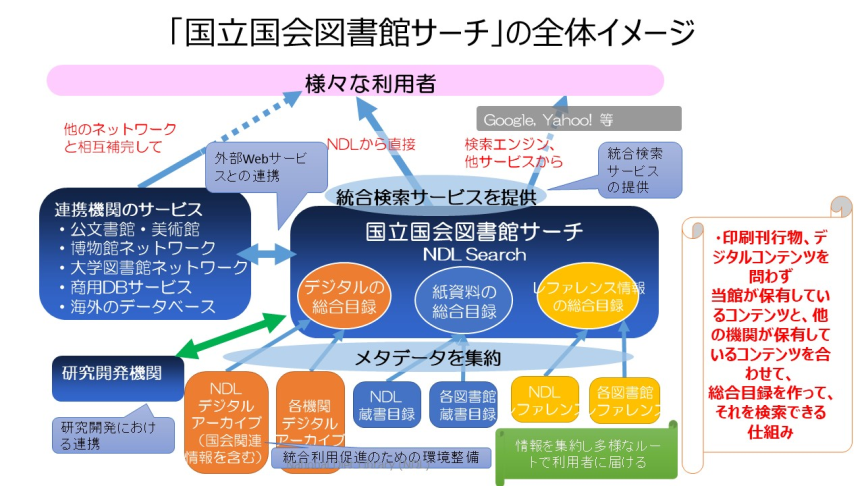 「国立国会図書館サーチ」の全体イメージ
様々な利用者
Google, Yahoo! 等
他のネットワーク
と相互補完して
NDLから直接
検索エンジン、
他サービスから
外部Webサービ
スとの連携
統合検索
サービス
の提供
統合検索サービスを提供
連携機関のサービス
・公文書館・美術館
・博物館ネットワーク
・大学図書館ネットワーク
・商用DBサービス
・海外のデータベース
国立国会図書館サーチ
NDL Search
デジタルの
総合目録
紙資料の
総合目録
レファレンス情報
の総合目録
・印刷刊行物、デ
ジタルコンテンツを
問わず
当館が保有してい
るコンテンツと、他
の機関が保有して
いるコンテンツを合
わせて、
総合目録を作って、
それを検索できる
仕組み
メタデータを集約
研究開発機関
研究開発におけ
る連携
NDL
デジタル
アーカイブ
（国会関連
情報を含む）
各機関
デジタル
アーカイブ
NDL
蔵書目録
各図書館
蔵書目録
NDL
レファレンス
各図書館
レファレンス
統合利用促進のための環境整備
情報を集約し多様なルー
トで利用者に届ける